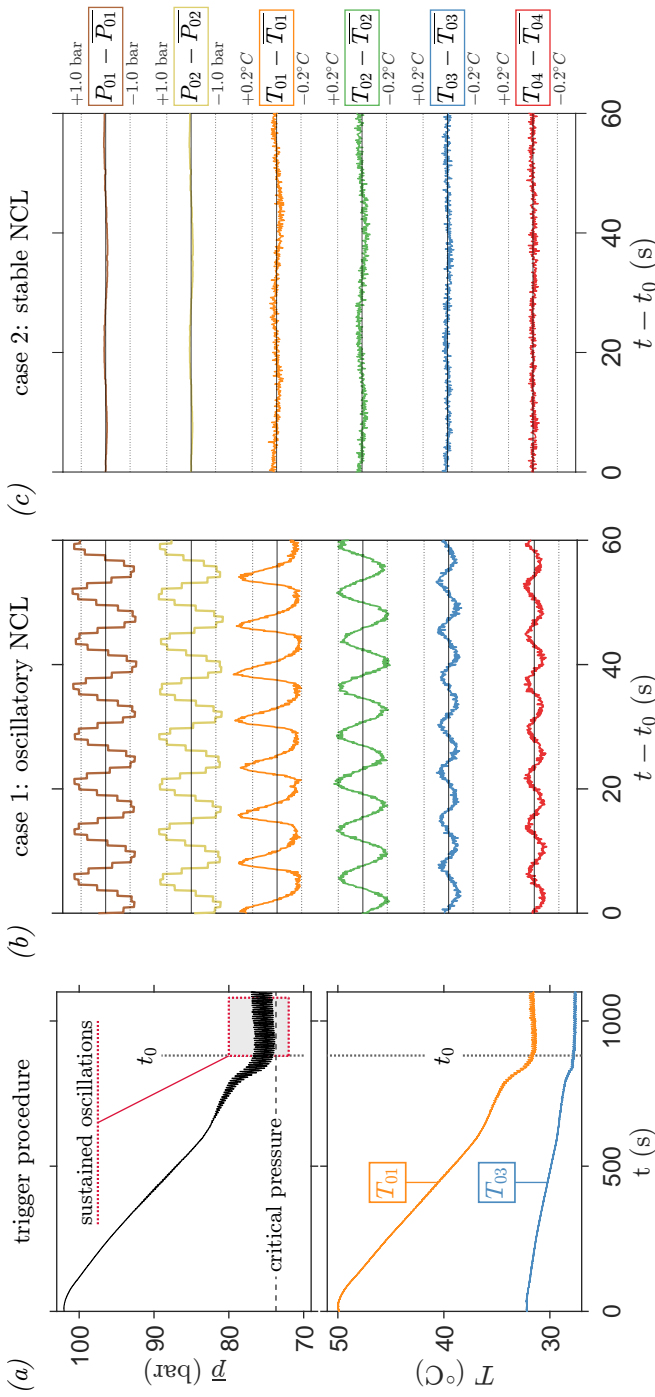 (a)
trigger procedure
100
90
80
70
p̅ (bar)
sustained oscillations
t₀
critical pressure
50
40
30
T (°C)
T₀₁
T₀₃
t₀
0
500
1000
t (s)
(b)
case 1: oscillatory NCL
0
20
40
60
t − t₀ (s)
(c)
case 2: stable NCL
+1.0 bar
P₀₁ − P̅₀₁
−1.0 bar
+1.0 bar
P₀₂ − P̅₀₂
−1.0 bar
+0.2°C
T₀₁ − T̅₀₁
−0.2°C
+0.2°C
T₀₂ − T̅₀₂
−0.2°C
+0.2°C
T₀₃ − T̅₀₃
−0.2°C
+0.2°C
T₀₄ − T̅₀₄
−0.2°C
0
20
40
60
t − t₀ (s)